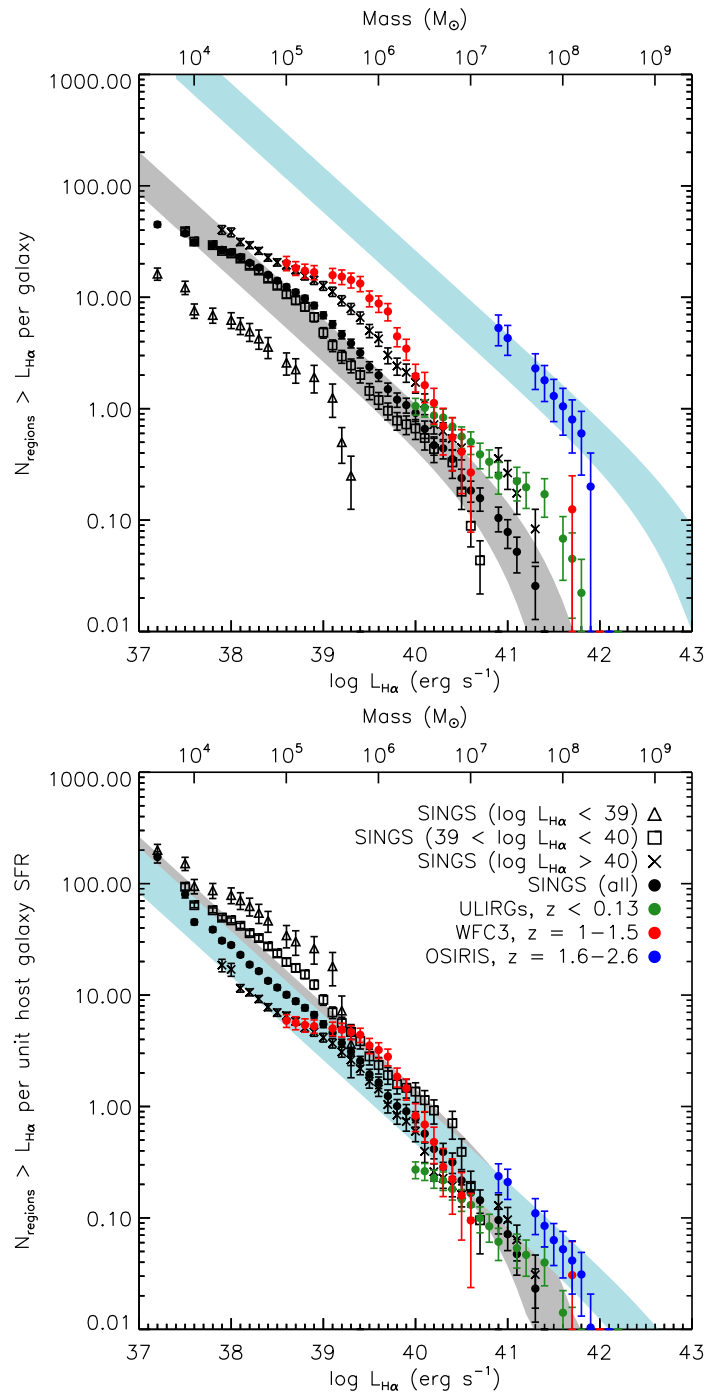 Mass (M☉)
10⁴ 10⁵ 10⁶ 10⁷ 10⁸ 10⁹
1000.00
100.00
10.00
1.00
0.10
0.01
N_regions > L_Hα per galaxy
37 38 39 40 41 42 43
log L_Hα (erg s⁻¹)
Mass (M☉)
10⁴ 10⁵ 10⁶ 10⁷ 10⁸ 10⁹
1000.00
100.00
10.00
1.00
0.10
0.01
N_regions > L_Hα per unit host galaxy SFR
SINGS (log L_Hα < 39)
SINGS (39 < log L_Hα < 40)
SINGS (log L_Hα > 40)
SINGS (all)
ULIRGs, z < 0.13
WFC3, z = 1−1.5
OSIRIS, z = 1.6−2.6
37 38 39 40 41 42 43
log L_Hα (erg s⁻¹)